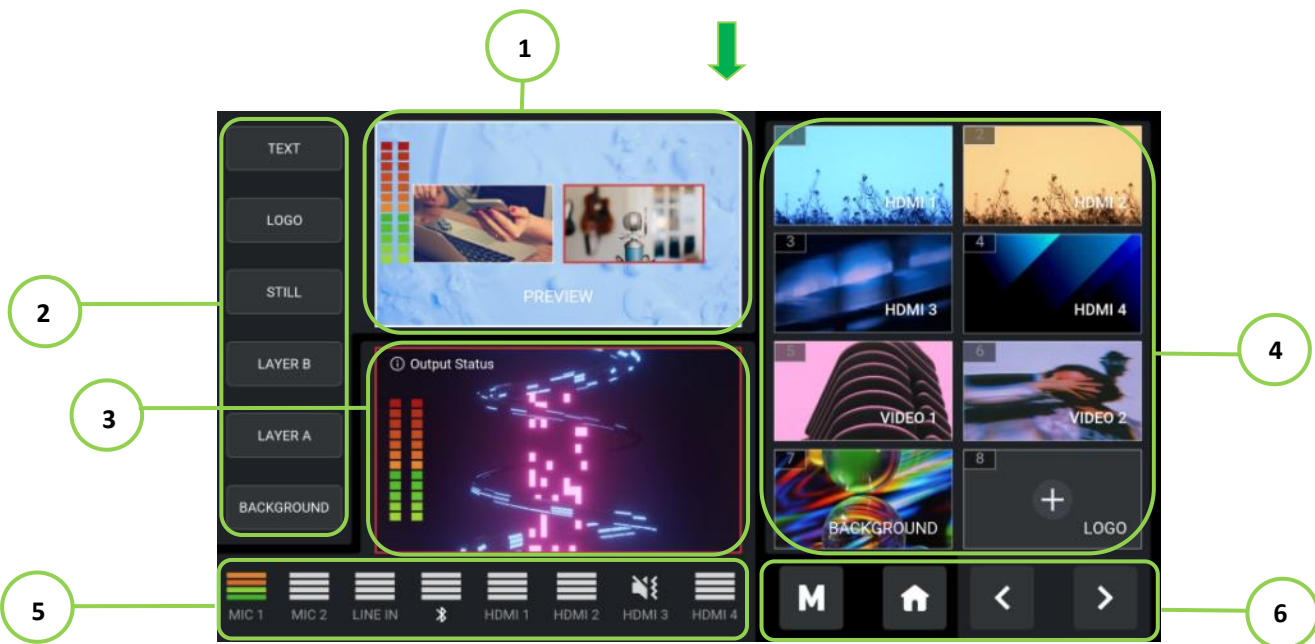 1
TEXT
LOGO
STILL
LAYER B
LAYER A
BACKGROUND
2
PREVIEW
Output Status
3
1
HDMI 1
2
HDMI 2
3
HDMI 3
4
HDMI 4
5
VIDEO 1
6
VIDEO 2
7
BACKGROUND
8
LOGO
4
MIC 1
MIC 2
LINE IN
HDMI 1
HDMI 2
HDMI 3
HDMI 4
5
M
6